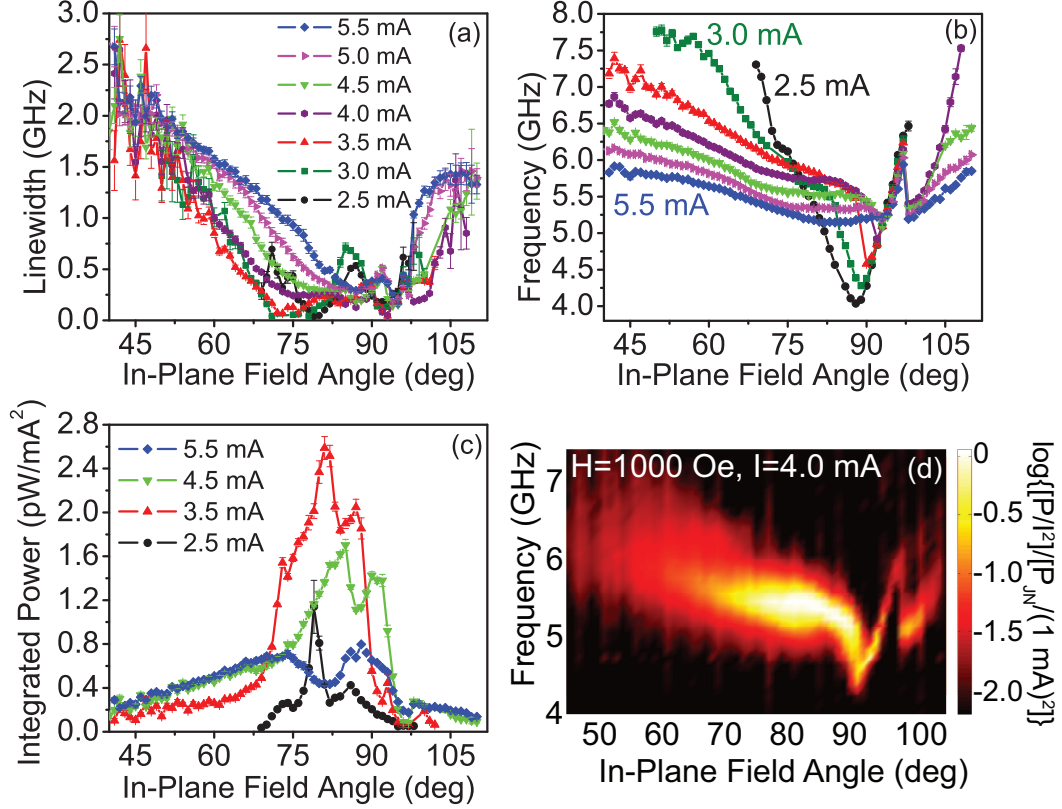 (a)
5.5 mA
5.0 mA
4.5 mA
4.0 mA
3.5 mA
3.0 mA
2.5 mA
Linewidth (GHz)
3.0
2.5
2.0
1.5
1.0
0.5
0.0
45 60 75 90 105
In-Plane Field Angle (deg)
(b)
3.0 mA
2.5 mA
5.5 mA
Frequency (GHz)
8.0
7.5
7.0
6.5
6.0
5.5
5.0
4.5
4.0
45 60 75 90 105
In-Plane Field Angle (deg)
(c)
5.5 mA
4.5 mA
3.5 mA
2.5 mA
Integrated Power (pW/mA²)
2.8
2.4
2.0
1.6
1.2
0.8
0.4
0.0
45 60 75 90 105
In-Plane Field Angle (deg)
H=1000 Oe, I=4.0 mA (d)
Frequency (GHz)
7
6
5
4
50 60 70 80 90 100
In-Plane Field Angle (deg)
0
-0.5
-1.0
-1.5
-2.0
log{[P/I²]/[P_JN/(1 mA)²]}